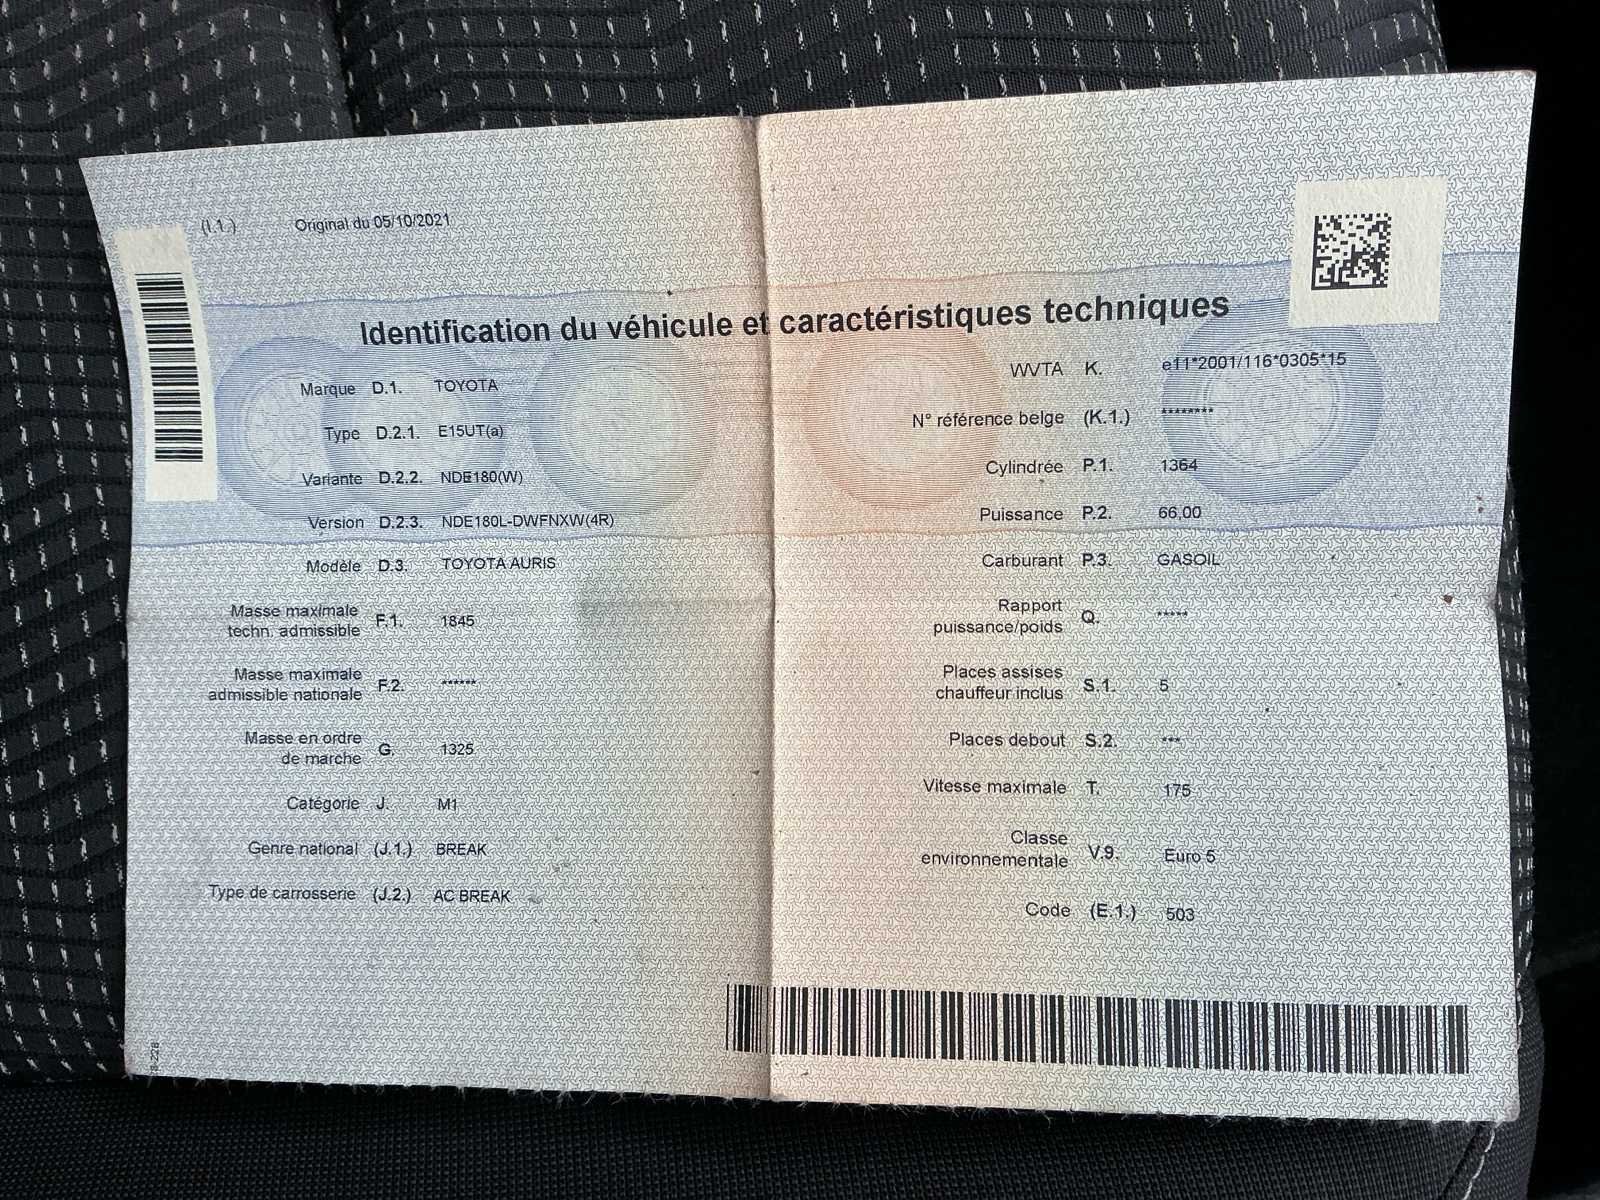 (I.1.) Original du 05/10/2021
Identification du véhicule et caractéristiques techniques
Marque D.1. TOYOTA
Type D.2.1. E15UT(a)
Variante D.2.2. NDE180(W)
Version D.2.3. NDE180L-DWFNXW(4R)
Modèle D.3. TOYOTA AURIS
Masse maximale
techn. admissible F.1. 1845
Masse maximale
admissible nationale F.2. ******
Masse en ordre
de marche G. 1325
Catégorie J. M1
Genre national (J.1.) BREAK
Type de carrosserie (J.2.) AC BREAK
WVTA K. e11*2001/116*0305*15
N° référence belge (K.1.) ********
Cylindrée P.1. 1364
Puissance P.2. 66,00
Carburant P.3. GASOIL
Rapport
puissance/poids Q. *****
Places assises
chauffeur inclus S.1. 5
Places debout S.2. ***
Vitesse maximale T. 175
Classe
environnementale V.9. Euro 5
Code (E.1.) 503